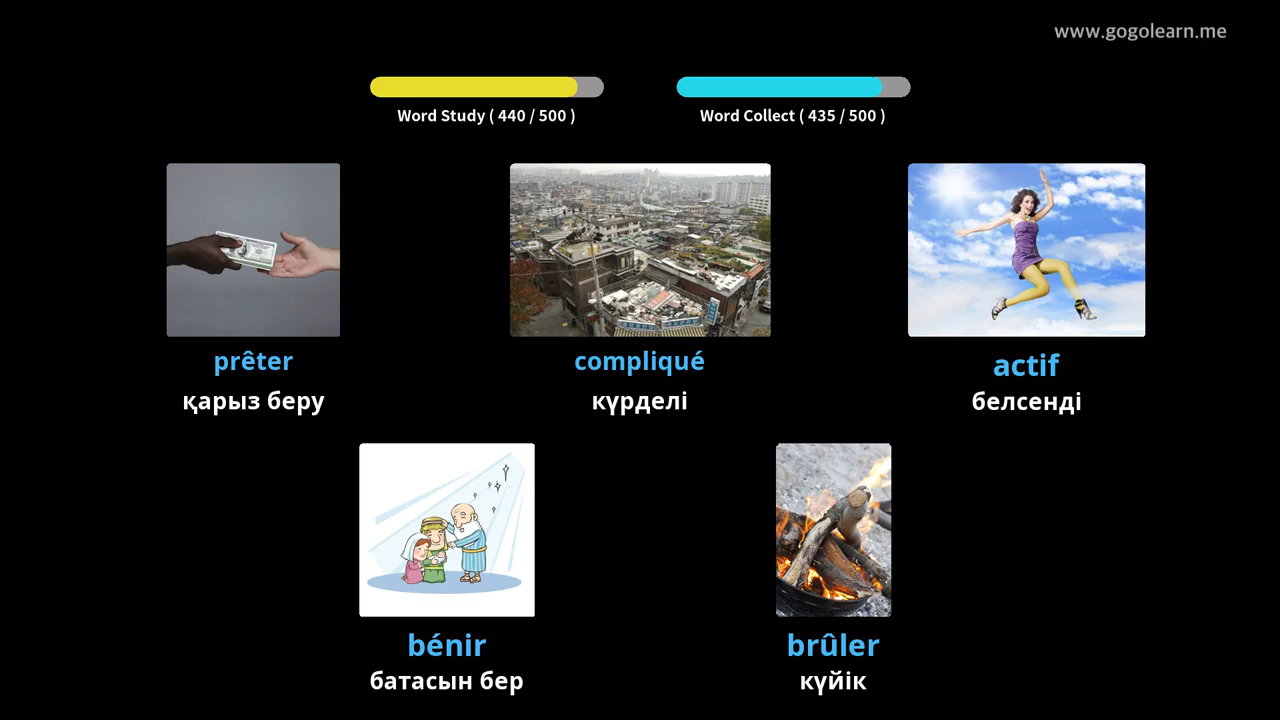 www.gogolearn.me
Word Study ( 440 / 500 )
Word Collect ( 435 / 500 )
prêter
қарыз беру
compliqué
күрделі
actif
белсенді
bénir
батасын бер
brûler
күйік